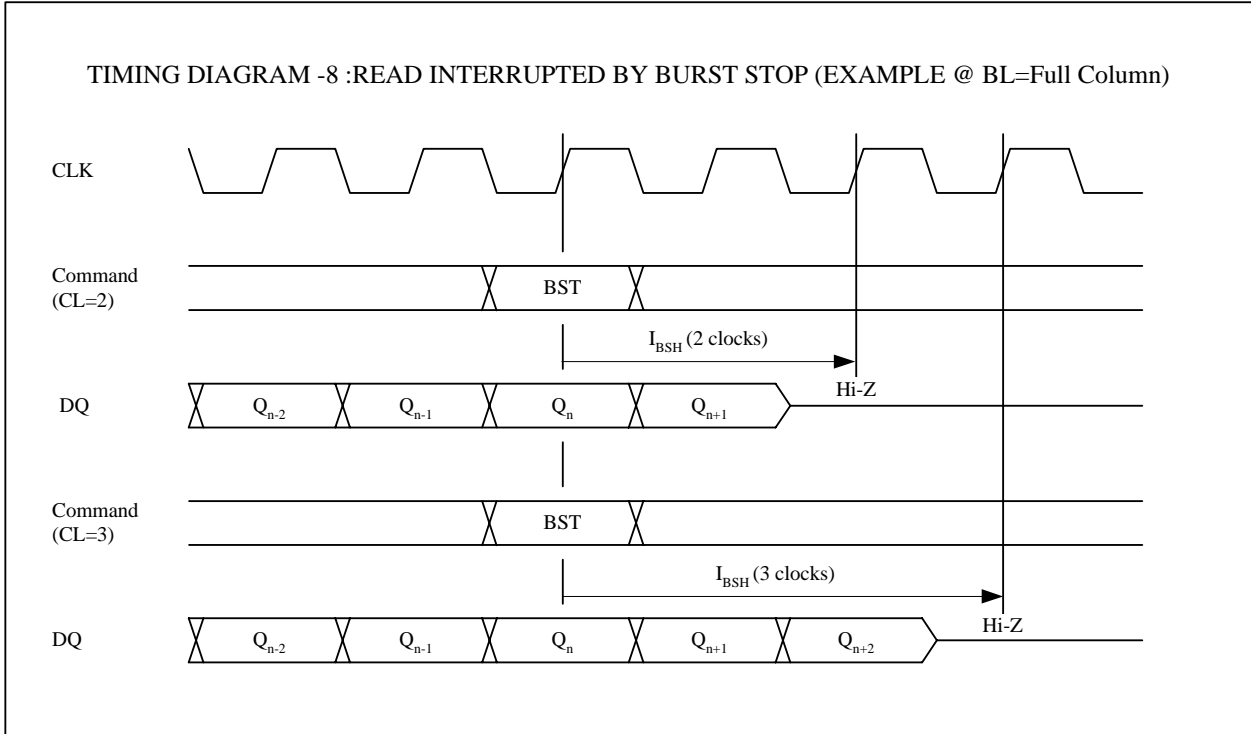 TIMING DIAGRAM -8 :READ INTERRUPTED BY BURST STOP (EXAMPLE @ BL=Full Column)
CLK
Command
(CL=2)
BST
I_BSH (2 clocks)
Hi-Z
DQ
Q_n-2 Q_n-1 Q_n Q_n+1
Command
(CL=3)
BST
I_BSH (3 clocks)
Hi-Z
DQ
Q_n-2 Q_n-1 Q_n Q_n+1 Q_n+2